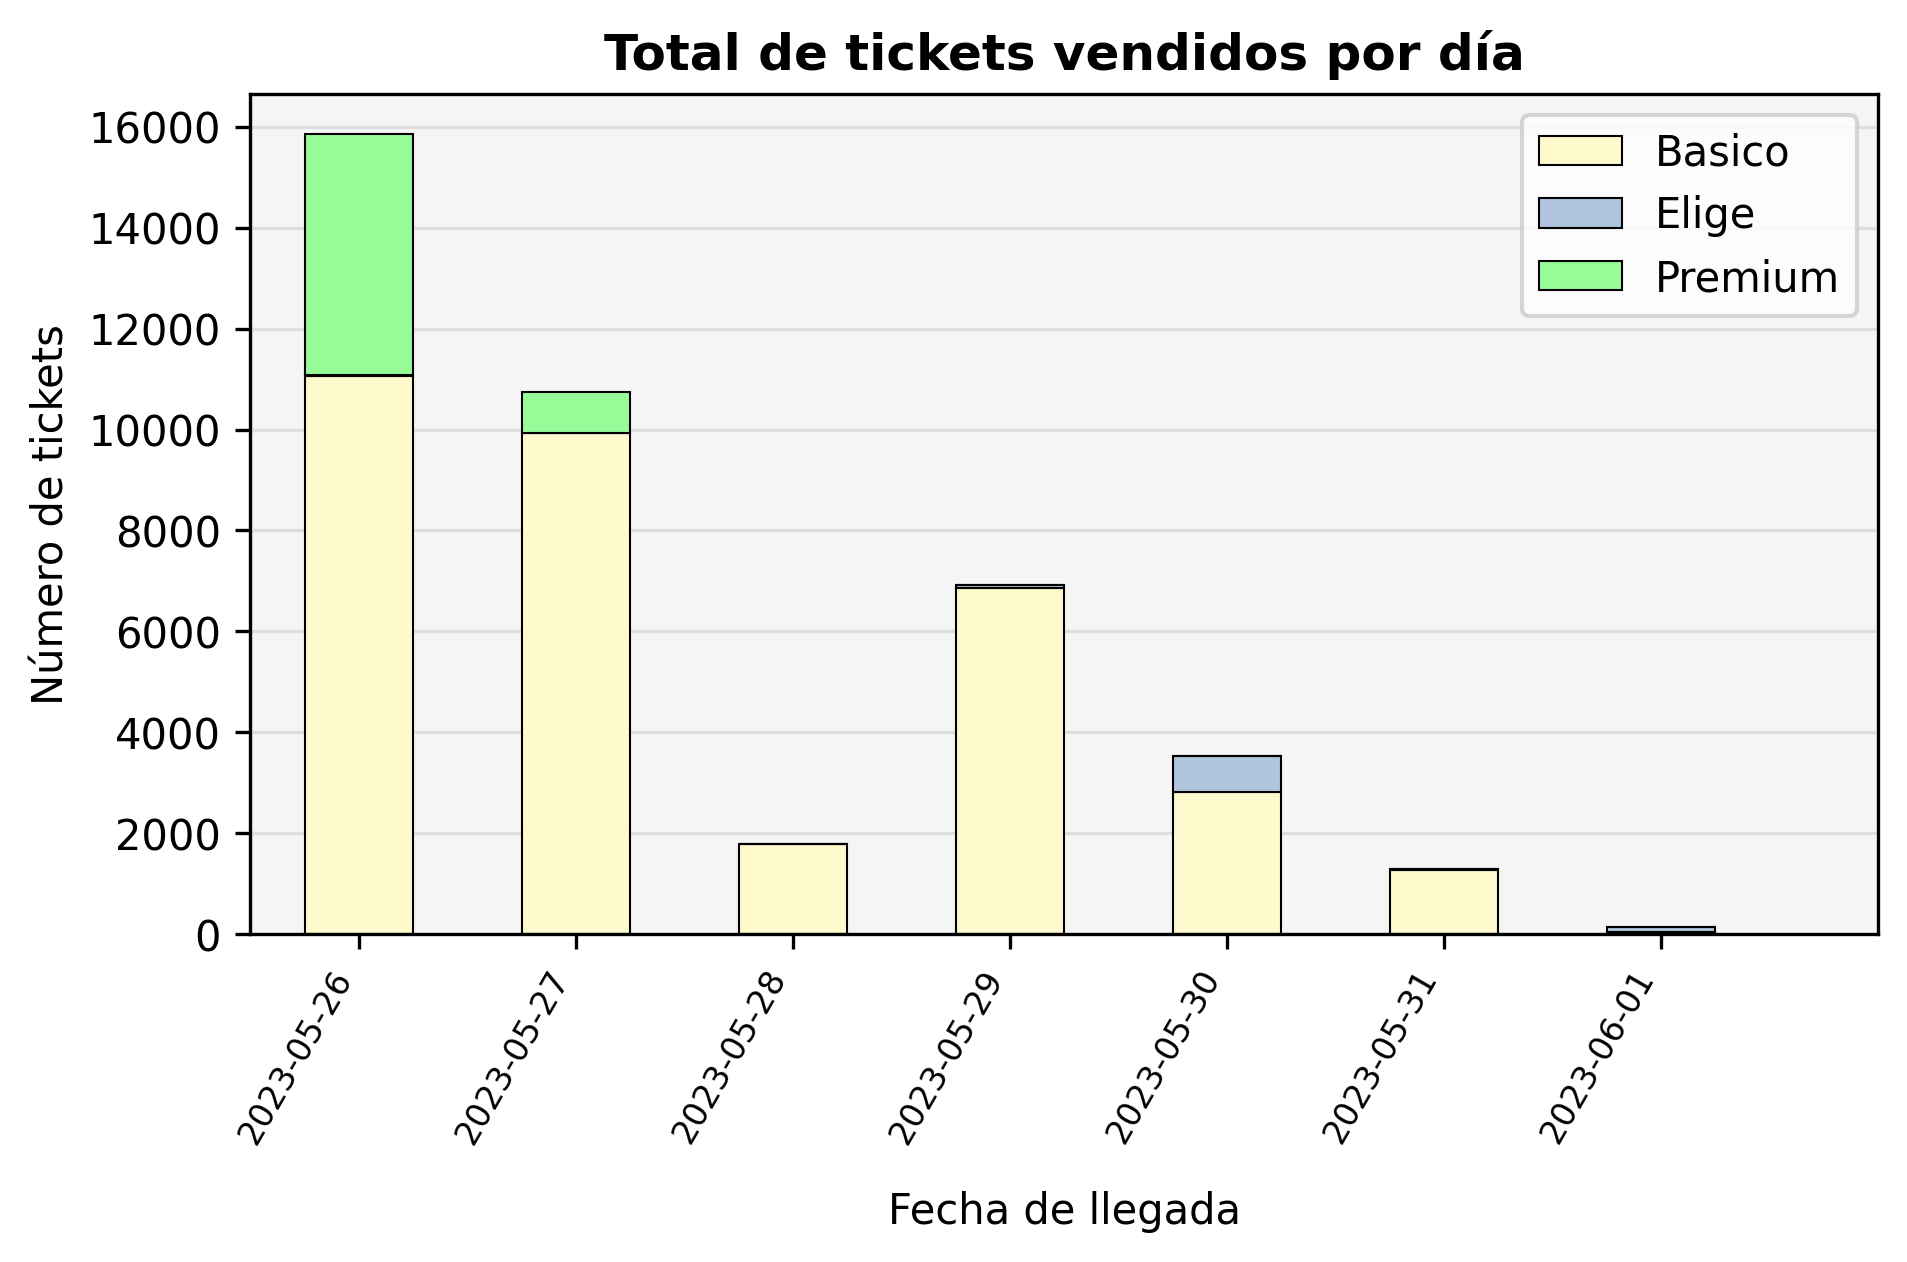 Total de tickets vendidos por día
Número de tickets
16000
14000
12000
10000
8000
6000
4000
2000
0
Basico
Elige
Premium
2023-05-26
2023-05-27
2023-05-28
2023-05-29
2023-05-30
2023-05-31
2023-06-01
Fecha de llegada